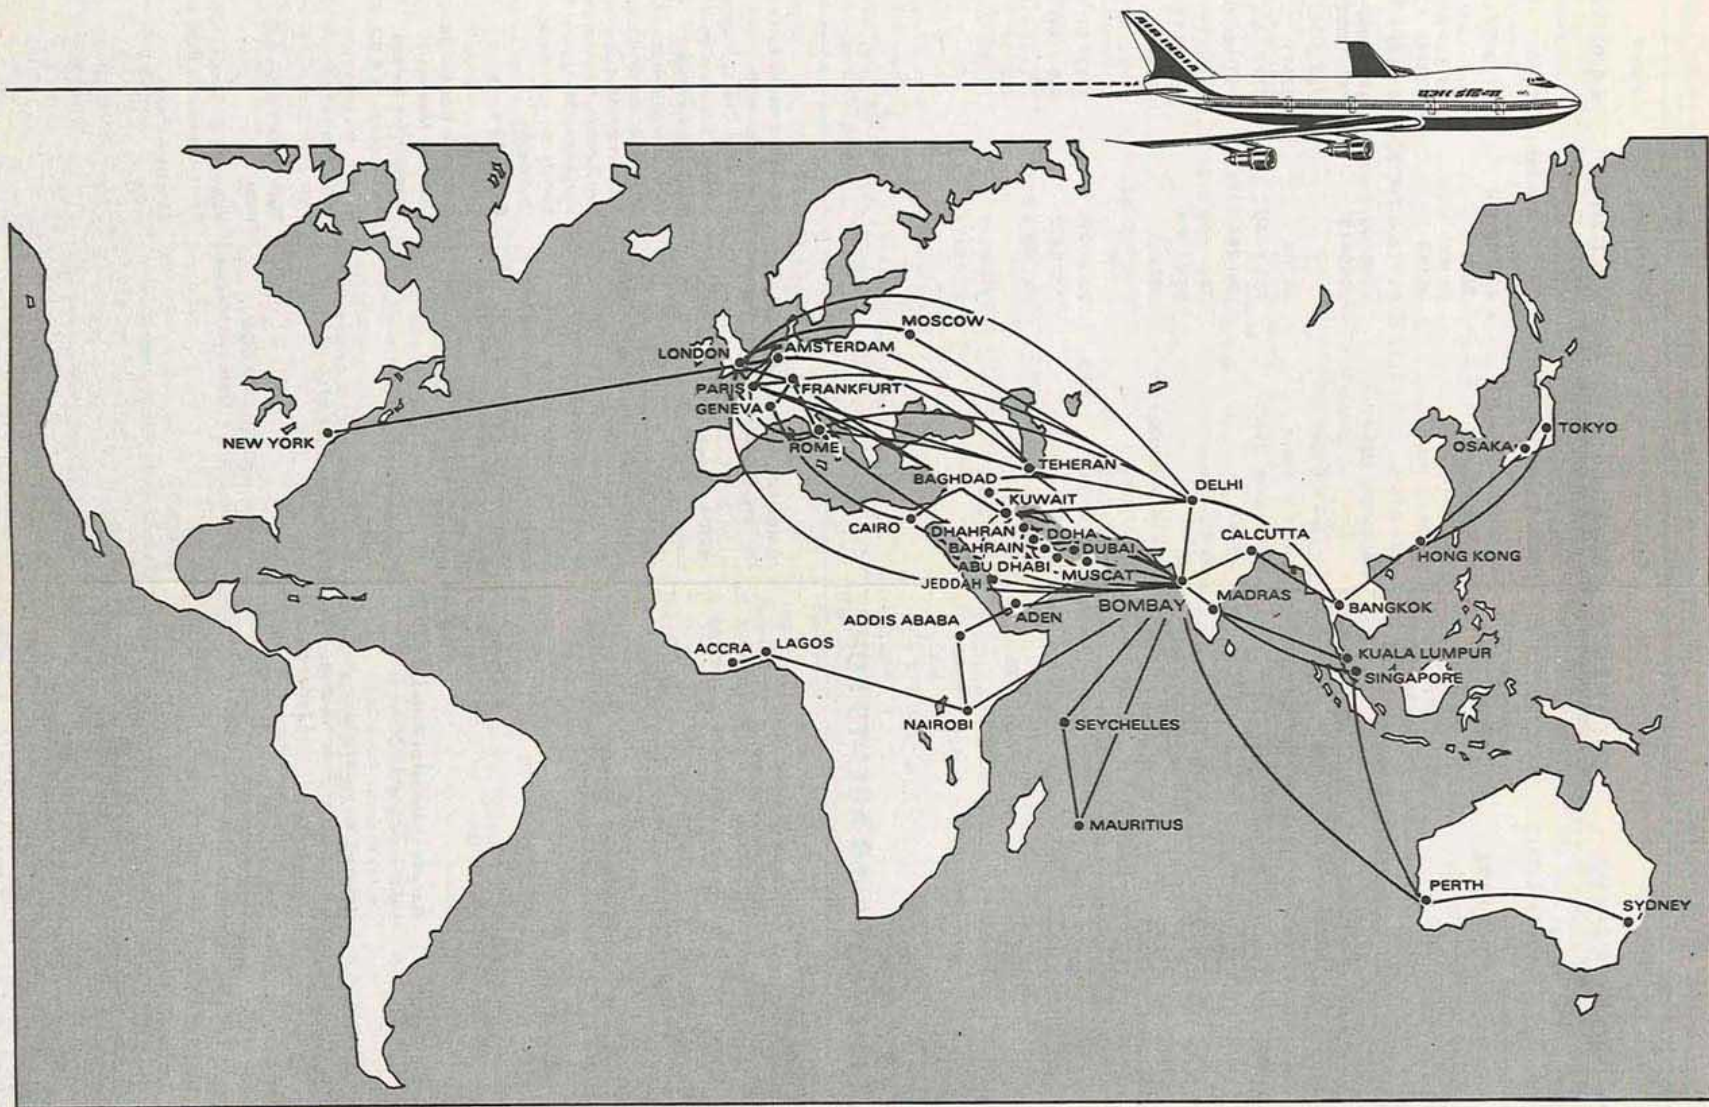 AIR INDIA
एअर इंडिया
MOSCOW
LONDON
AMSTERDAM
PARIS
FRANKFURT
GENEVA
NEW YORK
ROME
TOKYO
OSAKA
TEHERAN
BAGHDAD
DELHI
KUWAIT
CAIRO
DHAHRAN
DOHA
CALCUTTA
BAHRAIN
DUBAI
HONG KONG
ABU DHABI
MUSCAT
JEDDAH
MADRAS
BOMBAY
BANGKOK
ADEN
ADDIS ABABA
ACCRA
LAGOS
KUALA LUMPUR
SINGAPORE
NAIROBI
SEYCHELLES
MAURITIUS
PERTH
SYDNEY